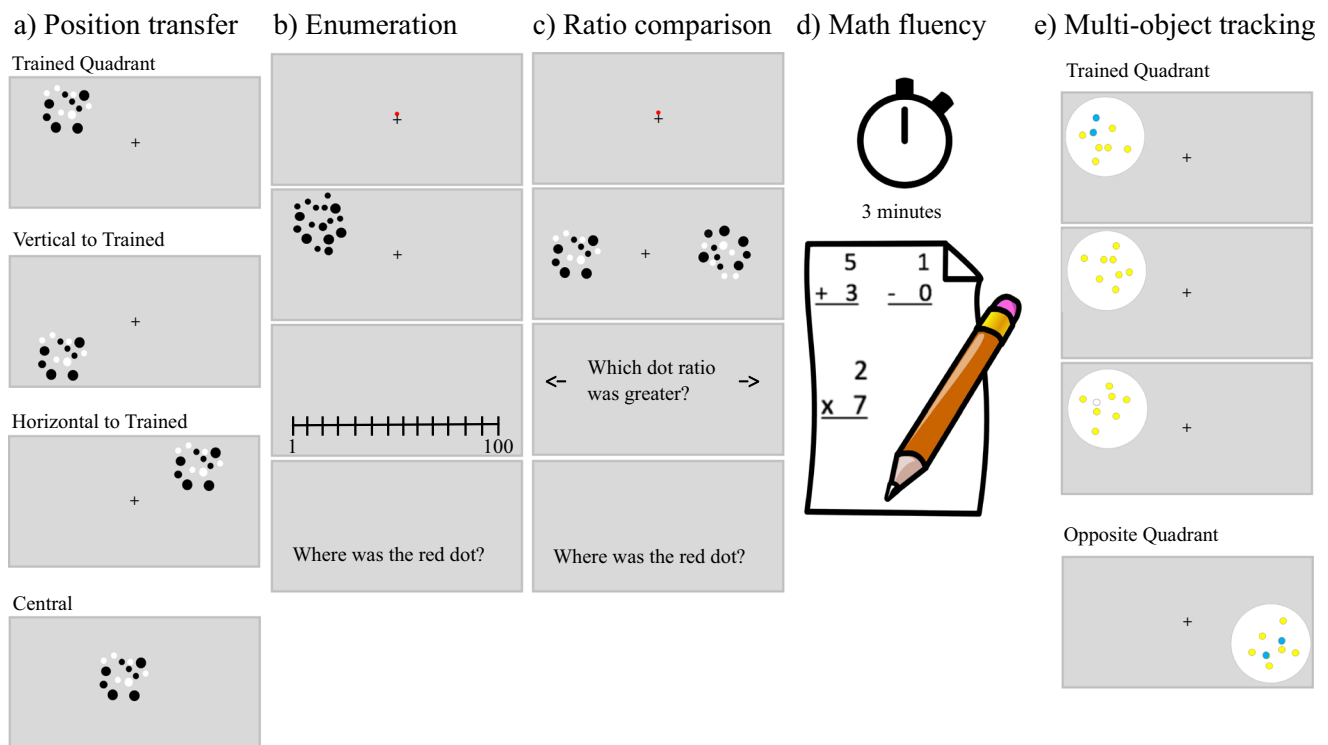 a) Position transfer
Trained Quadrant
+
Vertical to Trained
+
Horizontal to Trained
+
Central
b) Enumeration
+
+
1 100
Where was the red dot?
c) Ratio comparison
+
+
Which dot ratio
<- was greater? ->
Where was the red dot?
d) Math fluency
3 minutes
5 1
+ 3 - 0
2
x 7
e) Multi-object tracking
Trained Quadrant
+
+
+
Opposite Quadrant
+